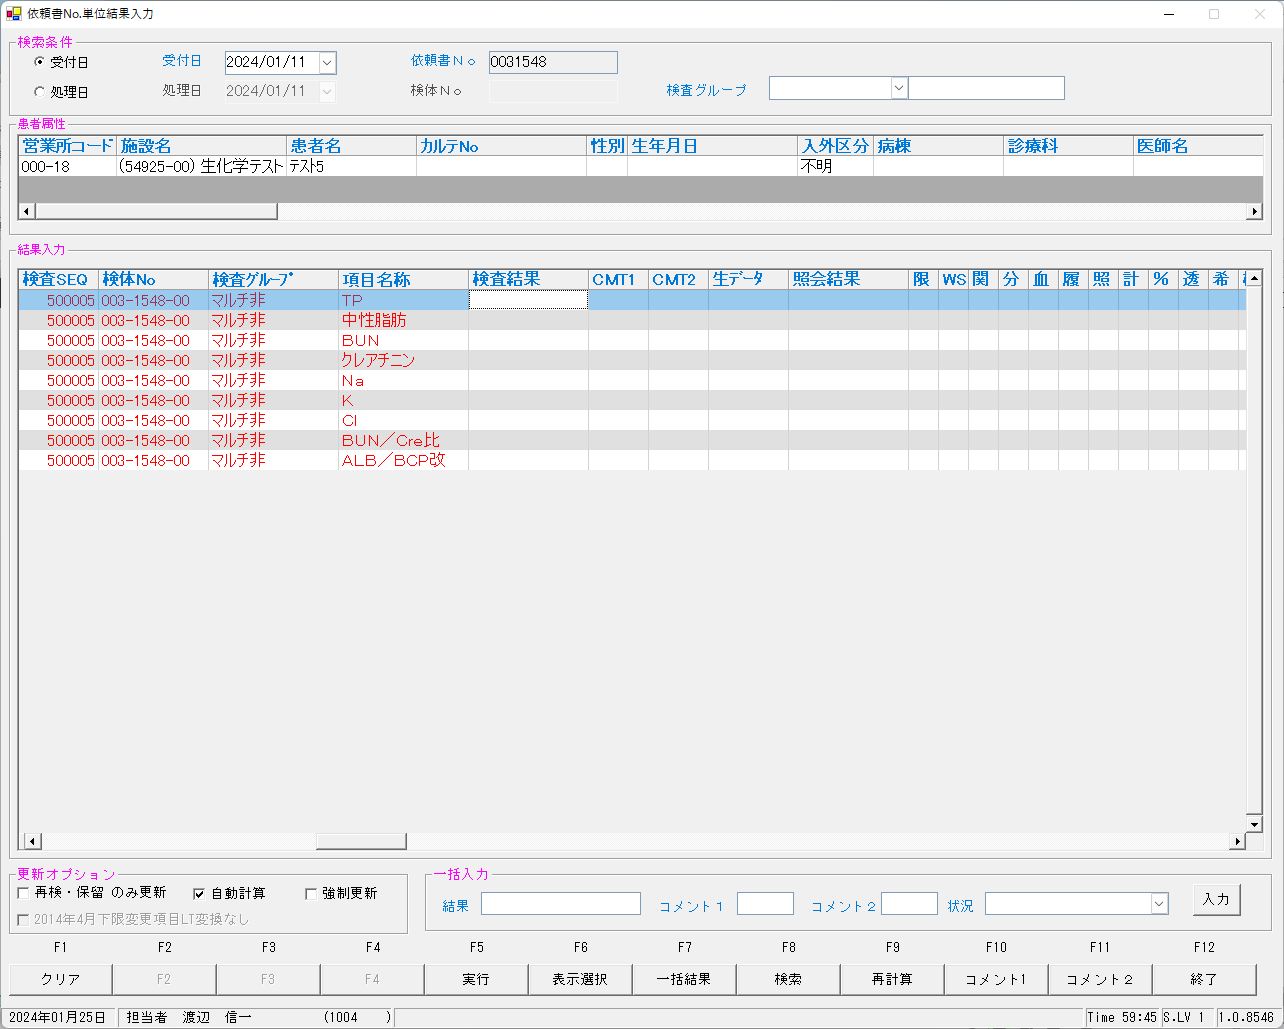 依頼書No.単位結果入力
検索条件
受付日 受付日 2024/01/11 依頼書No 0031548
処理日 処理日 2024/01/11 検体No 検査グループ
患者属性
営業所コード 施設名 患者名 カルテNo 性別 生年月日 入外区分 病棟 診療科 医師名
000-18 (54925-00) 生化学テスト テスト5 不明
結果入力
検査SEQ 検体No 検査グループ 項目名称 検査結果 CMT1 CMT2 生データ 照会結果 限 WS 関 分 血 履 照 計 % 透 希
500005 003-1548-00 マルチ非 TP
500005 003-1548-00 マルチ非 中性脂肪
500005 003-1548-00 マルチ非 BUN
500005 003-1548-00 マルチ非 クレアチニン
500005 003-1548-00 マルチ非 Na
500005 003-1548-00 マルチ非 K
500005 003-1548-00 マルチ非 Cl
500005 003-1548-00 マルチ非 BUN/Cre比
500005 003-1548-00 マルチ非 ALB/BCP改
更新オプション 一括入力
再検・保留 のみ更新 自動計算 強制更新
2014年4月下限変更項目LT変換なし
結果 コメント1 コメント2 状況 入力
F1 F2 F3 F4 F5 F6 F7 F8 F9 F10 F11 F12
クリア F2 F3 F4 実行 表示選択 一括結果 検索 再計算 コメント1 コメント2 終了
2024年01月25日 担当者 渡辺 信一 (1004 ) Time 59:45 S.LV 1 1.0.8546